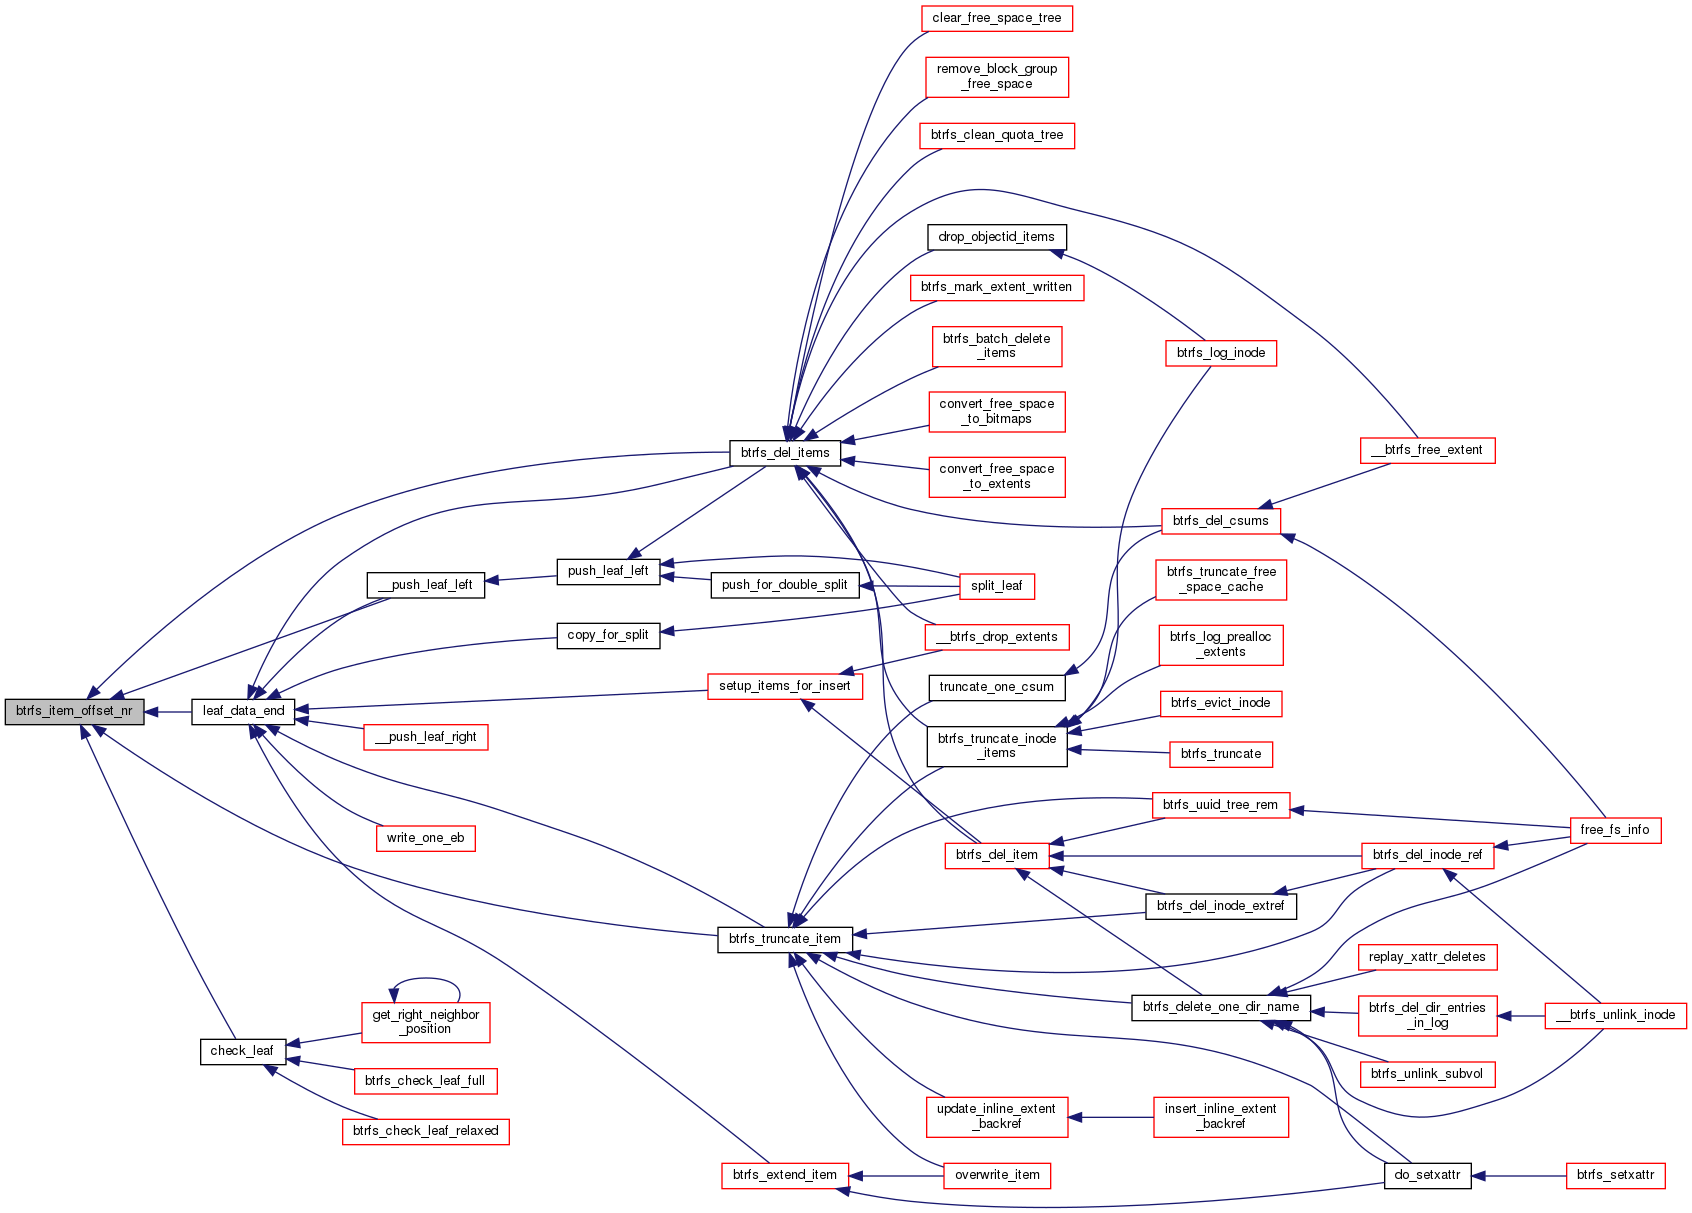 clear_free_space_tree
remove_block_group
_free_space
btrfs_clean_quota_tree
drop_objectid_items
btrfs_mark_extent_written
btrfs_batch_delete
_items
btrfs_log_inode
convert_free_space
_to_bitmaps
btrfs_del_items
__btrfs_free_extent
convert_free_space
_to_extents
btrfs_del_csums
push_leaf_left
__push_leaf_left
push_for_double_split
split_leaf
btrfs_truncate_free
_space_cache
copy_for_split
__btrfs_drop_extents
btrfs_log_prealloc
_extents
setup_items_for_insert
truncate_one_csum
btrfs_item_offset_nr
leaf_data_end
btrfs_evict_inode
__push_leaf_right
btrfs_truncate_inode
_items
btrfs_truncate
btrfs_uuid_tree_rem
free_fs_info
write_one_eb
btrfs_del_item
btrfs_del_inode_ref
btrfs_del_inode_extref
btrfs_truncate_item
replay_xattr_deletes
btrfs_delete_one_dir_name
btrfs_del_dir_entries
_in_log
__btrfs_unlink_inode
get_right_neighbor
_position
check_leaf
btrfs_check_leaf_full
btrfs_unlink_subvol
btrfs_check_leaf_relaxed
update_inline_extent
_backref
insert_inline_extent
_backref
btrfs_extend_item
overwrite_item
do_setxattr
btrfs_setxattr